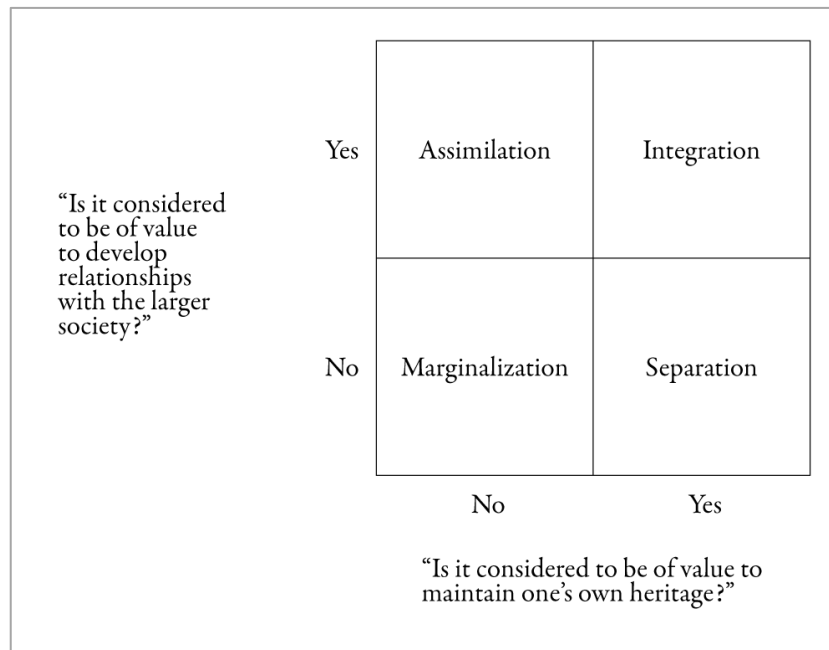 Yes
Assimilation
Integration
“Is it considered
to be of value
to develop
relationships
with the larger
society?”
No
Marginalization
Separation
No
Yes
“Is it considered to be of value to
maintain one’s own heritage?”